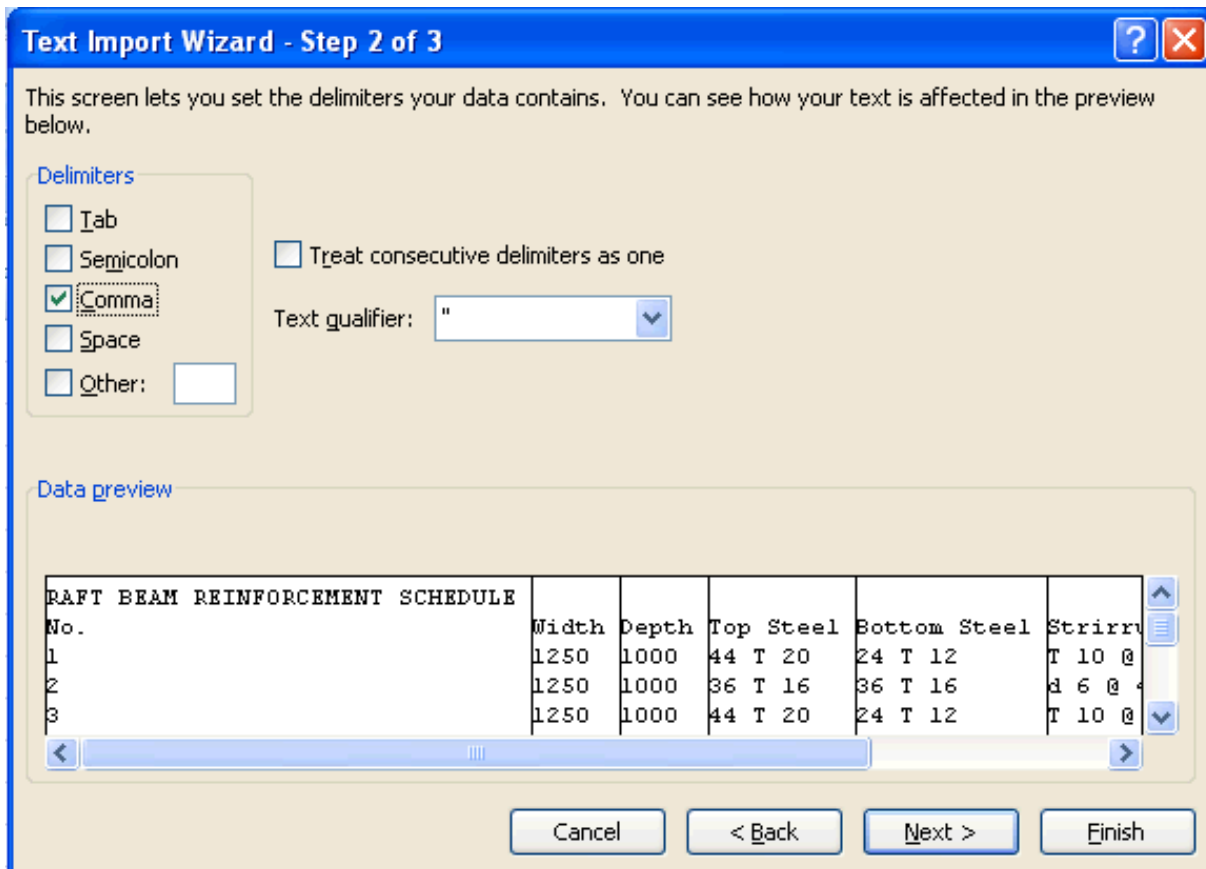 Text Import Wizard - Step 2 of 3
This screen lets you set the delimiters your data contains.  You can see how your text is affected in the preview
below.
Delimiters
Tab
Semicolon
Comma
Space
Other:
Treat consecutive delimiters as one
Text qualifier: "
Data preview
RAFT BEAM REINFORCEMENT SCHEDULE
No. Width Depth Top Steel Bottom Steel Strirru
1 1250 1000 44 T 20 24 T 12 T 10 @
2 1250 1000 36 T 16 36 T 16 d 6 @
3 1250 1000 44 T 20 24 T 12 T 10 @
Cancel < Back Next > Finish